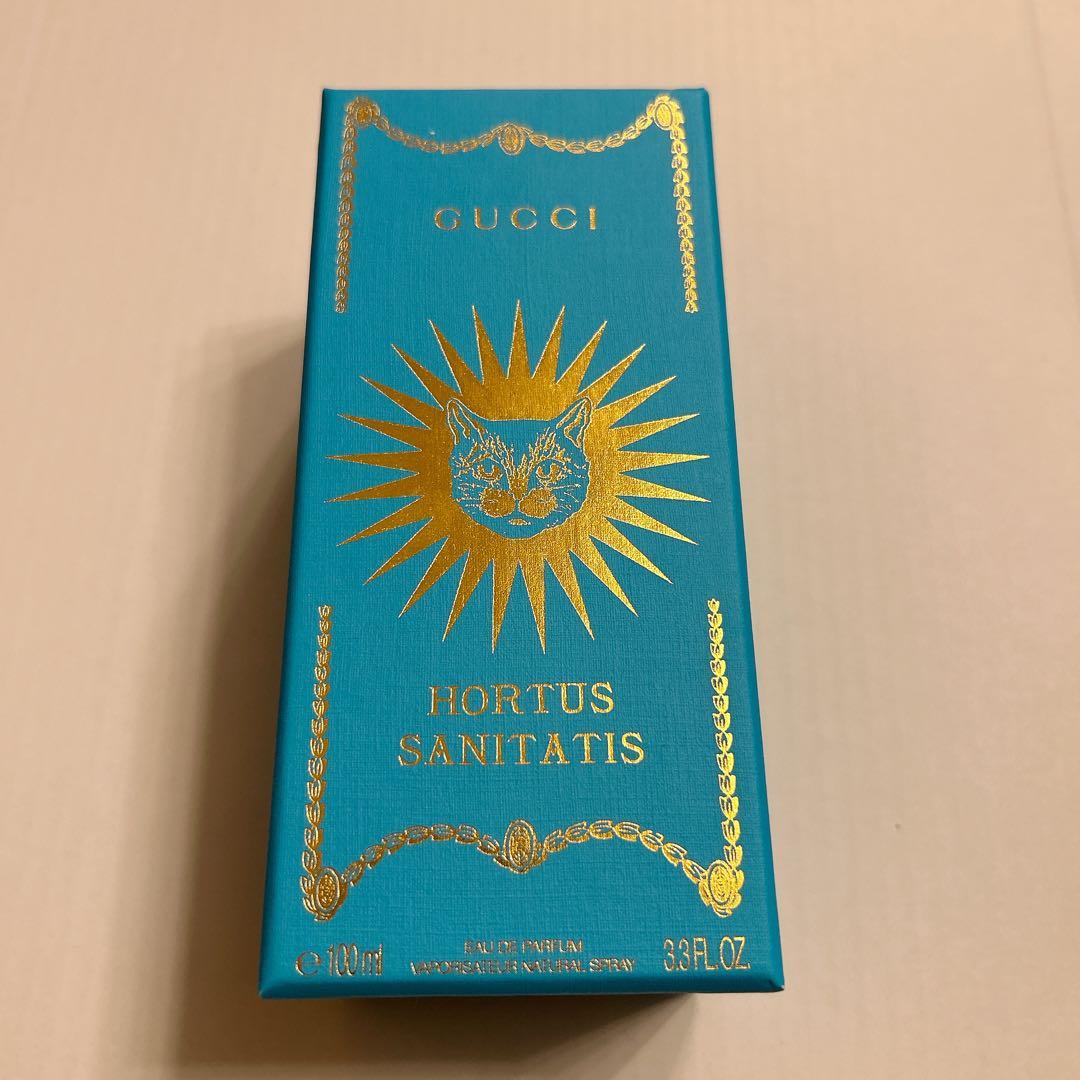 GUCCI
HORTUS
SANITATIS
℮ 100 ml
EAU DE PARFUM
VAPORISATEUR NATURAL SPRAY
3.3 FL. OZ.